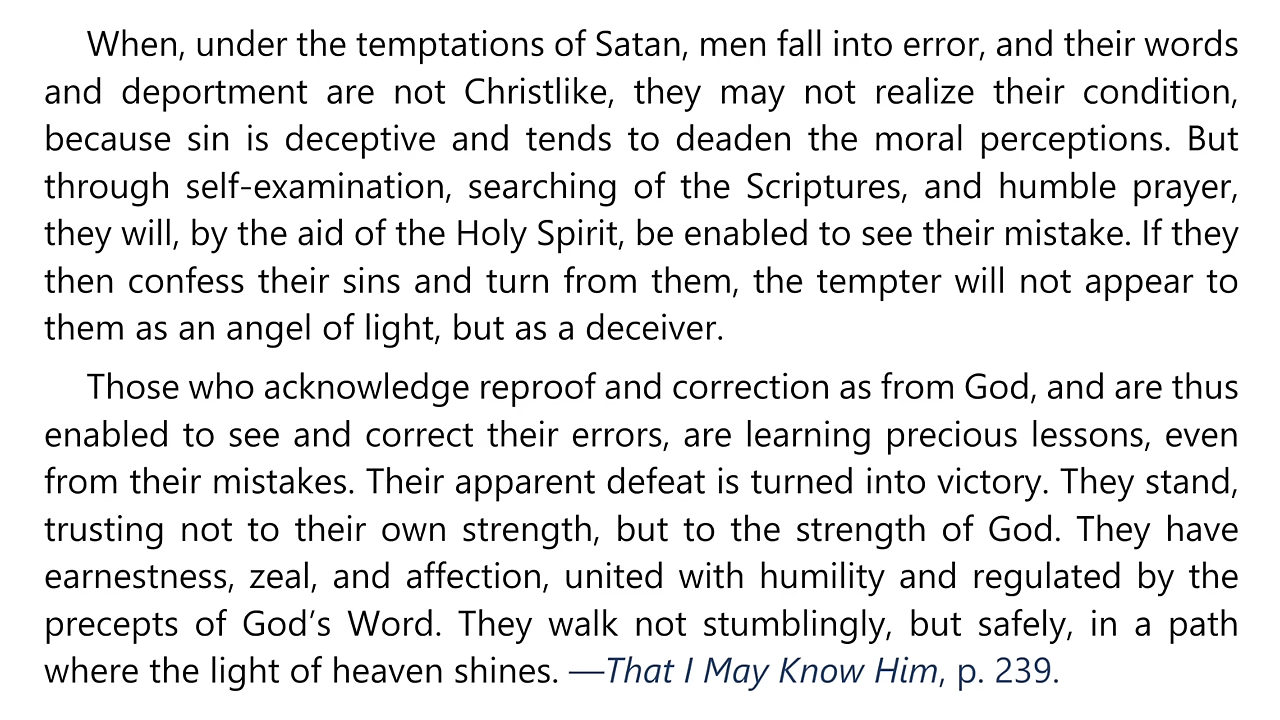 When, under the temptations of Satan, men fall into error, and their words
and deportment are not Christlike, they may not realize their condition,
because sin is deceptive and tends to deaden the moral perceptions. But
through self-examination, searching of the Scriptures, and humble prayer,
they will, by the aid of the Holy Spirit, be enabled to see their mistake. If they
then confess their sins and turn from them, the tempter will not appear to
them as an angel of light, but as a deceiver.
Those who acknowledge reproof and correction as from God, and are thus
enabled to see and correct their errors, are learning precious lessons, even
from their mistakes. Their apparent defeat is turned into victory. They stand,
trusting not to their own strength, but to the strength of God. They have
earnestness, zeal, and affection, united with humility and regulated by the
precepts of God’s Word. They walk not stumblingly, but safely, in a path
where the light of heaven shines. —That I May Know Him, p. 239.